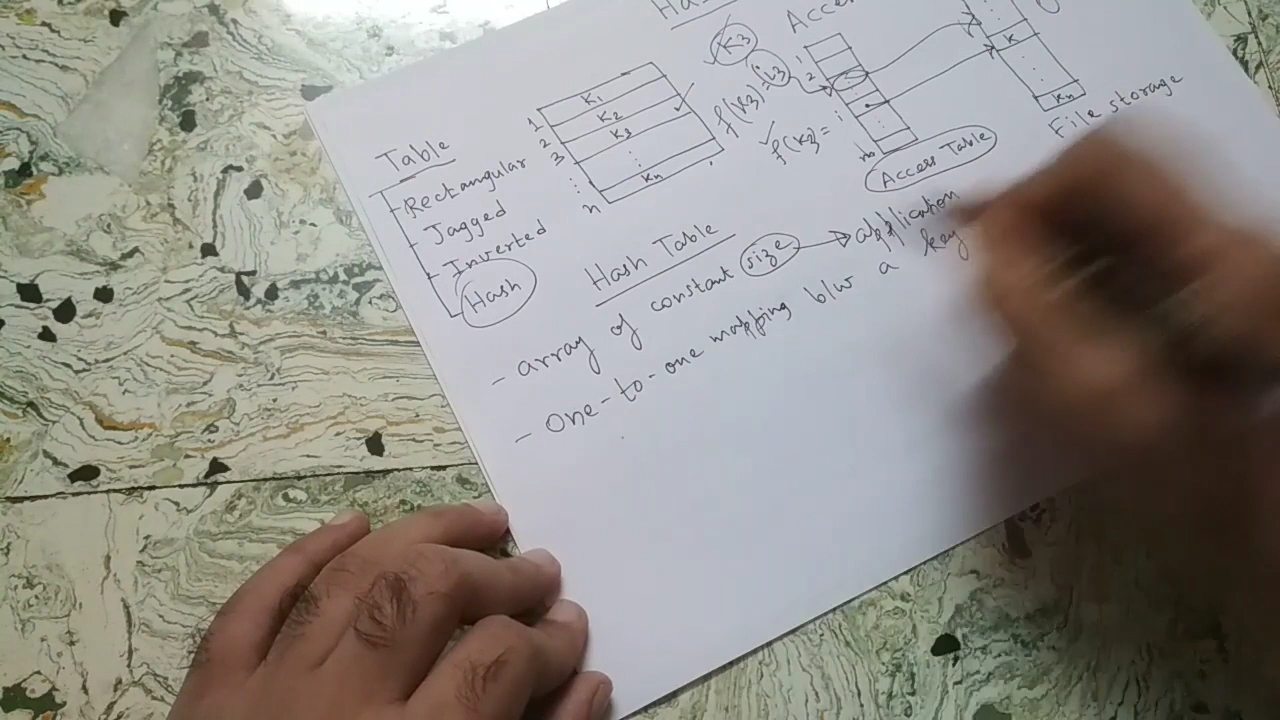 Table
Rectangular
Jagged
Inverted
Hash
1
2
3
n
K1
K2
K3
Kn
K3
f(K3) = i3
f(K3) =
Acces
1
2
m
Access Table
K
Kn
File storage
Hash Table
- array of constant size → application
- One-to-one mapping b/w a key